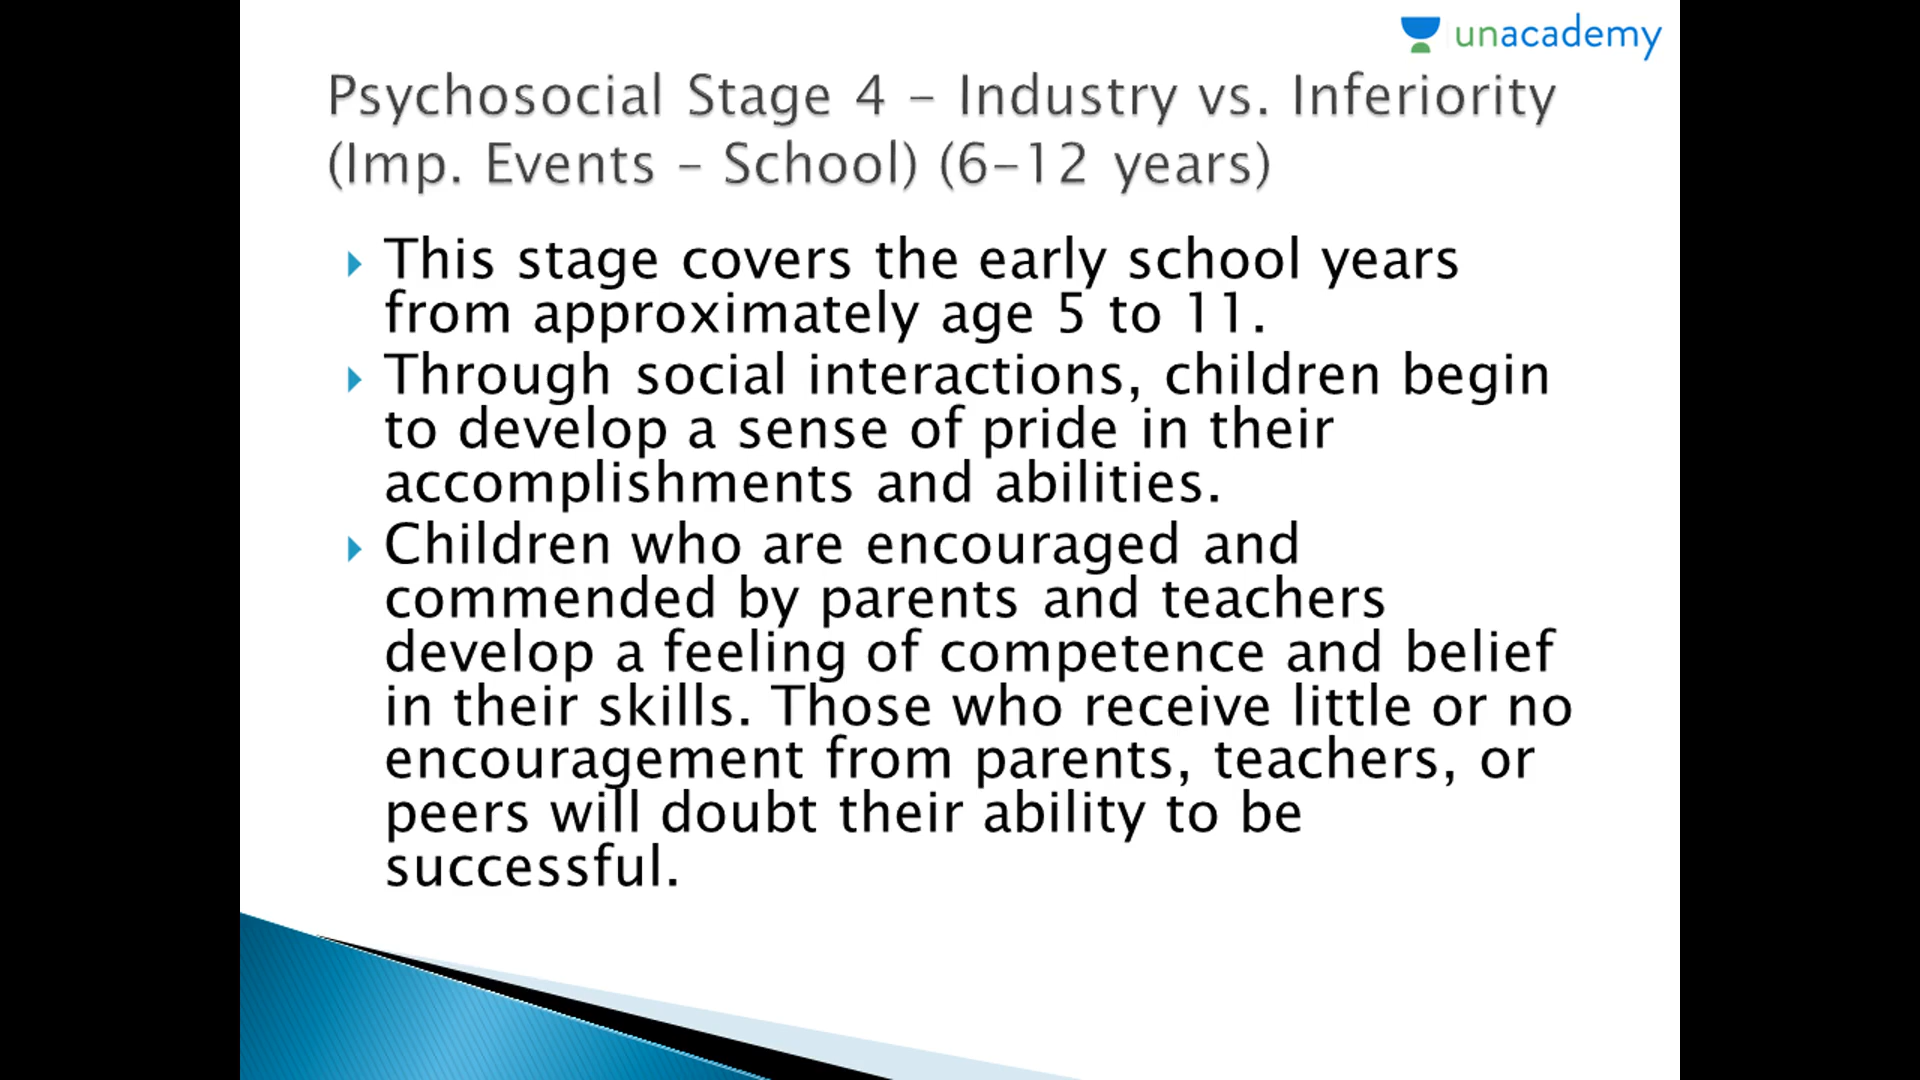 unacademy
Psychosocial Stage 4 - Industry vs. Inferiority
(Imp. Events - School) (6-12 years)
This stage covers the early school years
from approximately age 5 to 11.
Through social interactions, children begin
to develop a sense of pride in their
accomplishments and abilities.
Children who are encouraged and
commended by parents and teachers
develop a feeling of competence and belief
in their skills. Those who receive little or no
encouragement from parents, teachers, or
peers will doubt their ability to be
successful.